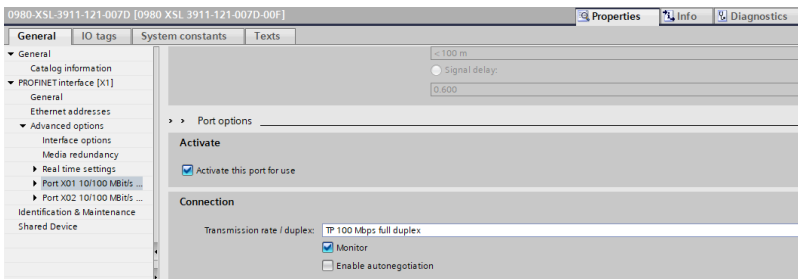 0980-XSL-3911-121-007D [0980 XSL 3911-121-007D-00F]
Properties
Info
Diagnostics
General
IO tags
System constants
Texts
General
Catalog information
PROFINET interface [X1]
General
Ethernet addresses
Advanced options
Interface options
Media redundancy
Real time settings
Port X01 10/100 MBit/s ...
Port X02 10/100 MBit/s ...
Identification & Maintenance
Shared Device
< 100 m
Signal delay:
0.600
> > Port options
Activate
Activate this port for use
Connection
Transmission rate / duplex: TP 100 Mbps full duplex
Monitor
Enable autonegotiation